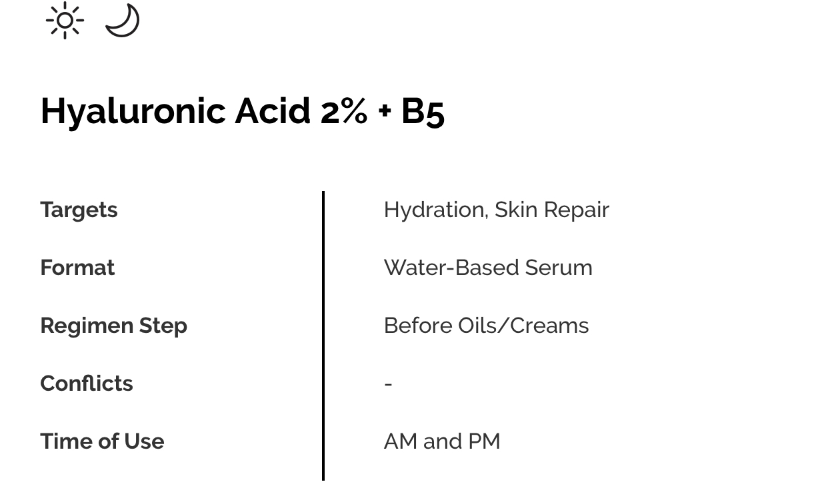 Hyaluronic Acid 2% + B5
Targets Hydration, Skin Repair
Format Water-Based Serum
Regimen Step Before Oils/Creams
Conflicts -
Time of Use AM and PM